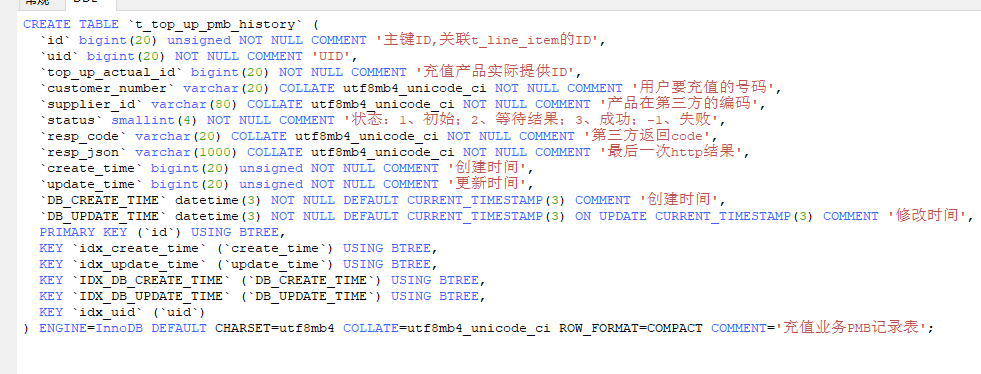 常规
DDL
CREATE TABLE `t_top_up_pmb_history` (
`id` bigint(20) unsigned NOT NULL COMMENT '主键ID,关联t_line_item的ID',
`uid` bigint(20) NOT NULL COMMENT 'UID',
`top_up_actual_id` bigint(20) NOT NULL COMMENT '充值产品实际提供ID',
`customer_number` varchar(20) COLLATE utf8mb4_unicode_ci NOT NULL COMMENT '用户要充值的号码',
`supplier_id` varchar(80) COLLATE utf8mb4_unicode_ci NOT NULL COMMENT '产品在第三方的编码',
`status` smallint(4) NOT NULL COMMENT '状态：1、初始；2、等待结果；3、成功；-1、失败',
`resp_code` varchar(20) COLLATE utf8mb4_unicode_ci NOT NULL COMMENT '第三方返回code',
`resp_json` varchar(1000) COLLATE utf8mb4_unicode_ci NOT NULL COMMENT '最后一次http结果',
`create_time` bigint(20) unsigned NOT NULL COMMENT '创建时间',
`update_time` bigint(20) unsigned NOT NULL COMMENT '更新时间',
`DB_CREATE_TIME` datetime(3) NOT NULL DEFAULT CURRENT_TIMESTAMP(3) COMMENT '创建时间',
`DB_UPDATE_TIME` datetime(3) NOT NULL DEFAULT CURRENT_TIMESTAMP(3) ON UPDATE CURRENT_TIMESTAMP(3) COMMENT '修改时间',
PRIMARY KEY (`id`) USING BTREE,
KEY `idx_create_time` (`create_time`) USING BTREE,
KEY `idx_update_time` (`update_time`) USING BTREE,
KEY `IDX_DB_CREATE_TIME` (`DB_CREATE_TIME`) USING BTREE,
KEY `IDX_DB_UPDATE_TIME` (`DB_UPDATE_TIME`) USING BTREE,
KEY `idx_uid` (`uid`)
) ENGINE=InnoDB DEFAULT CHARSET=utf8mb4 COLLATE=utf8mb4_unicode_ci ROW_FORMAT=COMPACT COMMENT='充值业务PMB记录表';